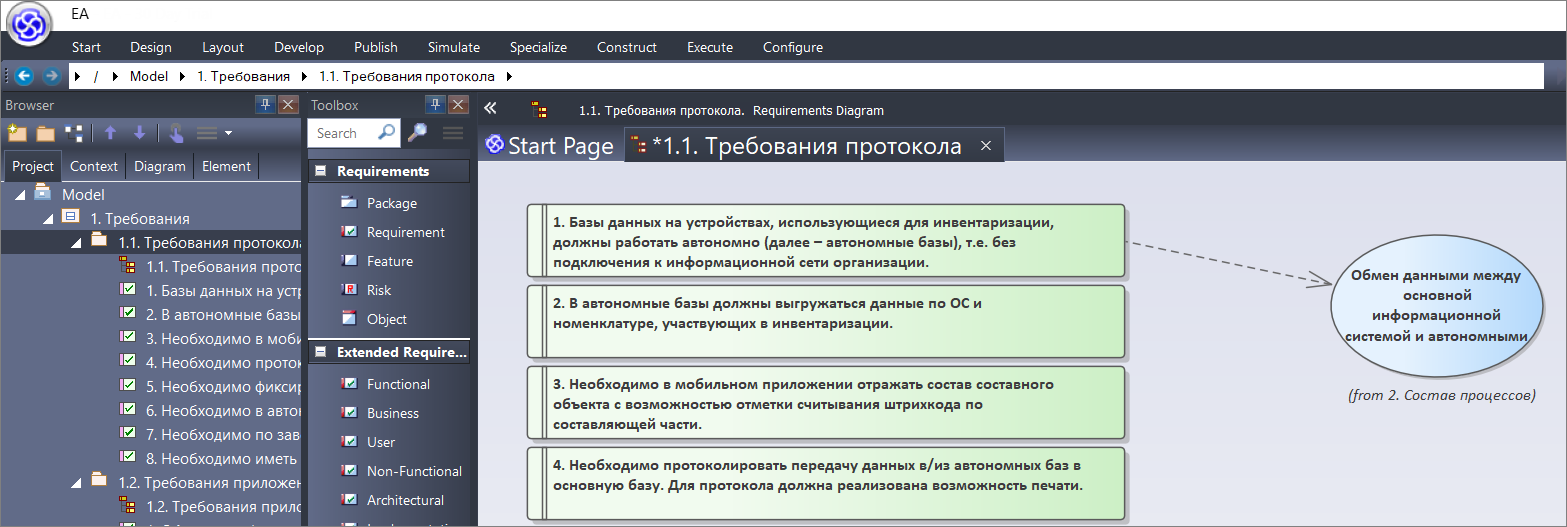 EA
Start Design Layout Develop Publish Simulate Specialize Construct Execute Configure
/ Model 1. Требования 1.1. Требования протокола
Browser
Project Context Diagram Element
Model
1. Требования
1.1. Требования протокола
1.1. Требования прото
1. Базы данных на устр
2. В автономные базы
3. Необходимо в моби
4. Необходимо проток
5. Необходимо фиксир
6. Необходимо в автон
7. Необходимо по заве
8. Необходимо иметь
1.2. Требования приложен
1.2. Требования прило
Toolbox
Search
Requirements
Package
Requirement
Feature
Risk
Object
Extended Require...
Functional
Business
User
Non-Functional
Architectural
1.1. Требования протокола. Requirements Diagram
Start Page *1.1. Требования протокола
1. Базы данных на устройствах, использующиеся для инвентаризации,
должны работать автономно (далее – автономные базы), т.е. без
подключения к информационной сети организации.
2. В автономные базы должны выгружаться данные по ОС и
номенклатуре, участвующих в инвентаризации.
3. Необходимо в мобильном приложении отражать состав составного
объекта с возможностью отметки считывания штрихкода по
составляющей части.
4. Необходимо протоколировать передачу данных в/из автономных баз в
основную базу. Для протокола должна реализована возможность печати.
Обмен данными между
основной
информационной
системой и автономными
(from 2. Состав процессов)